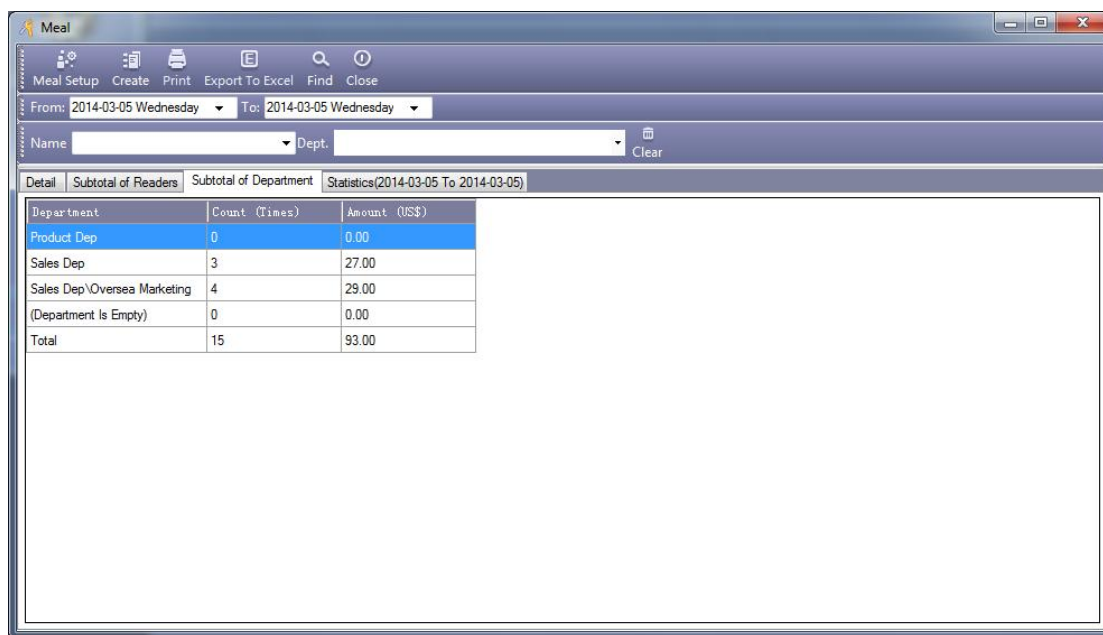 Meal
Meal Setup Create Print Export To Excel Find Close
From: 2014-03-05 Wednesday To: 2014-03-05 Wednesday
Name Dept. Clear
Detail Subtotal of Readers Subtotal of Department Statistics(2014-03-05 To 2014-03-05)
Department Count (Times) Amount (US$)
Product Dep 0 0.00
Sales Dep 3 27.00
Sales Dep\Oversea Marketing 4 29.00
(Department Is Empty) 0 0.00
Total 15 93.00